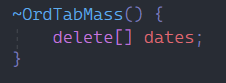 ~OrdTabMass() {
    delete[] dates;
}